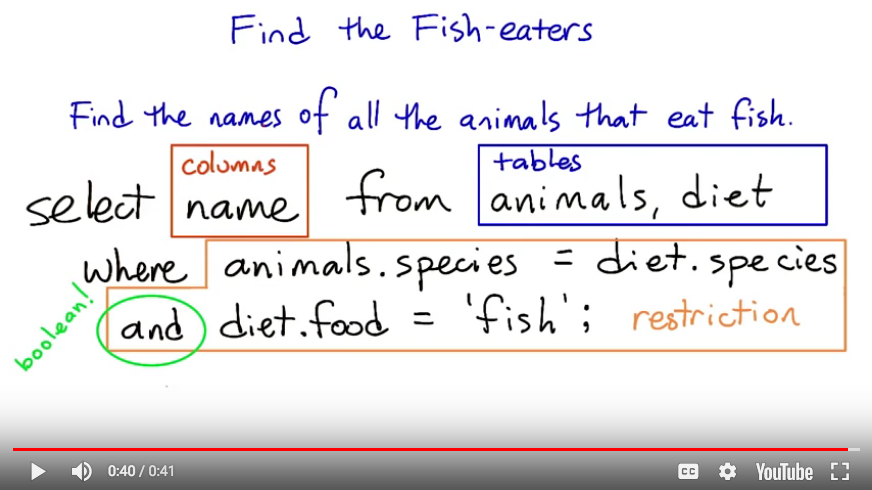 Find the Fish-eaters
Find the names of all the animals that eat fish.
columns
tables
select name from animals, diet
where animals.species = diet.species
boolean!
and diet.food = 'fish'; restriction
0:40 / 0:41
CC
YouTube